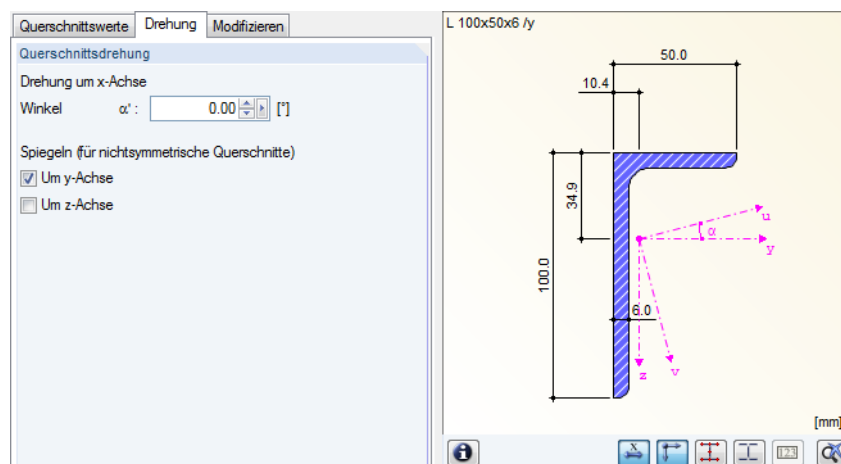 Querschnittswerte Drehung Modifizieren
Querschnittsdrehung
Drehung um x-Achse
Winkel α' : 0.00 [°]
Spiegeln (für nichtsymmetrische Querschnitte)
Um y-Achse
Um z-Achse
L 100x50x6 /y
50.0
10.4
34.9
u
α
y
100.0
6.0
z
v
[mm]
i
X
123